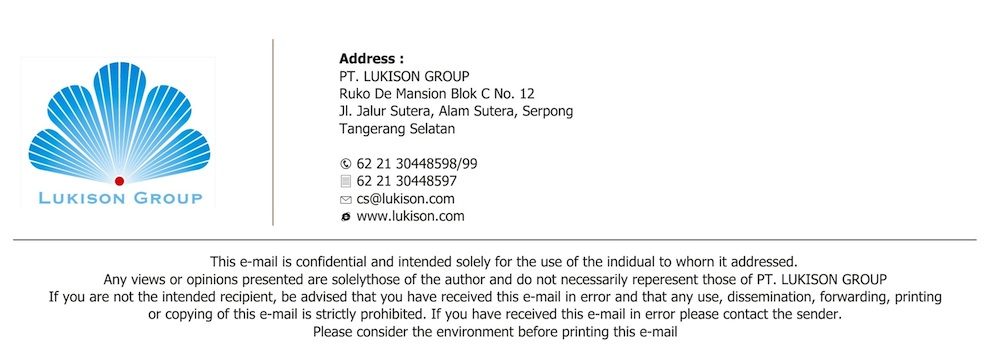 LUKISON GROUP
Address :
PT. LUKISON GROUP
Ruko De Mansion Blok C No. 12
Jl. Jalur Sutera, Alam Sutera, Serpong
Tangerang Selatan
62 21 30448598/99
62 21 30448597
cs@lukison.com
www.lukison.com
This e-mail is confidential and intended solely for the use of the indidual to whorn it addressed.
Any views or opinions presented are solelythose of the author and do not necessarily reperesent those of PT. LUKISON GROUP
If you are not the intended recipient, be advised that you have received this e-mail in error and that any use, dissemination, forwarding, printing
or copying of this e-mail is strictly prohibited. If you have received this e-mail in error please contact the sender.
Please consider the environment before printing this e-mail